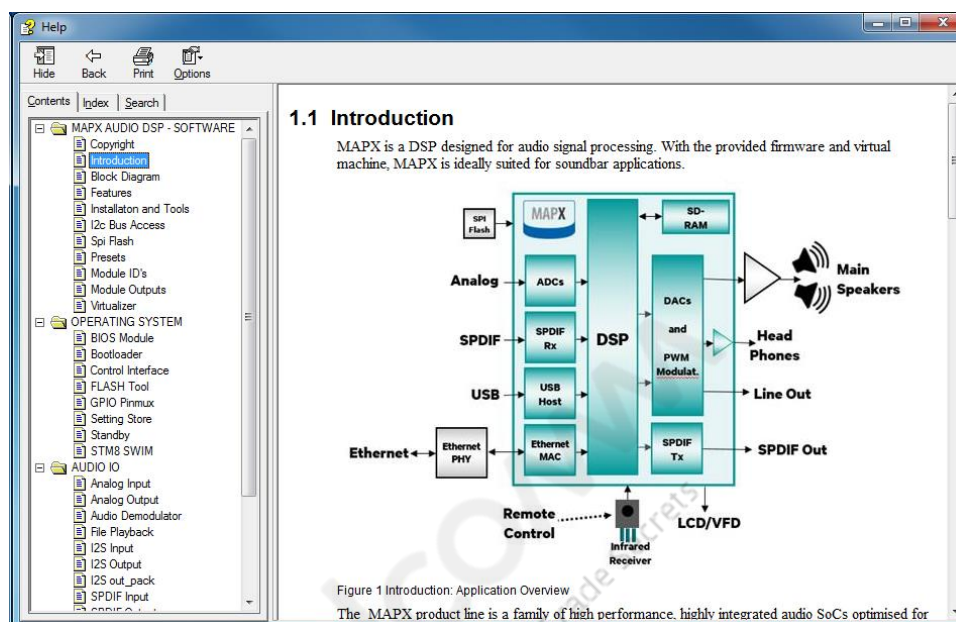 Help
Hide
Back
Print
Options
Contents
Index
Search
MAPX AUDIO DSP - SOFTWARE
Copyright
Introduction
Block Diagram
Features
Installaton and Tools
I2c Bus Access
Spi Flash
Presets
Module ID's
Module Outputs
Virtualizer
OPERATING SYSTEM
BIOS Module
Bootloader
Control Interface
FLASH Tool
GPIO Pinmux
Setting Store
Standby
STM8 SWIM
AUDIO IO
Analog Input
Analog Output
Audio Demodulator
File Playback
I2S Input
I2S Output
I2S out_pack
SPDIF Input
1.1 Introduction
MAPX is a DSP designed for audio signal processing. With the provided firmware and virtual
machine, MAPX is ideally suited for soundbar applications.
SPI
Flash
MAPX
SD-
RAM
Analog
ADCs
DACs
and
PWM
Modulat.
Main
Speakers
SPDIF
SPDIF
Rx
DSP
Head
Phones
USB
USB
Host
Line Out
Ethernet
Ethernet
PHY
Ethernet
MAC
SPDIF
Tx
SPDIF Out
Remote
Control
Infrared
Receiver
LCD/VFD
Figure 1 Introduction: Application Overview
The MAPX product line is a family of high performance, highly integrated audio SoCs optimised for